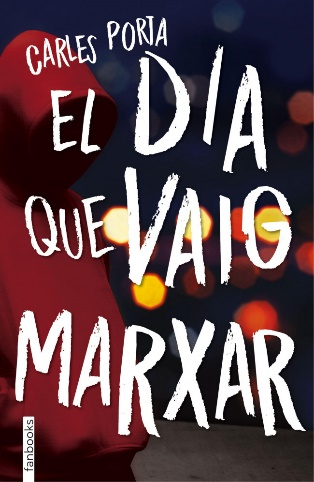 CARLES PORTA
EL DIA
QUE VAIG
MARXAR
fanbooks